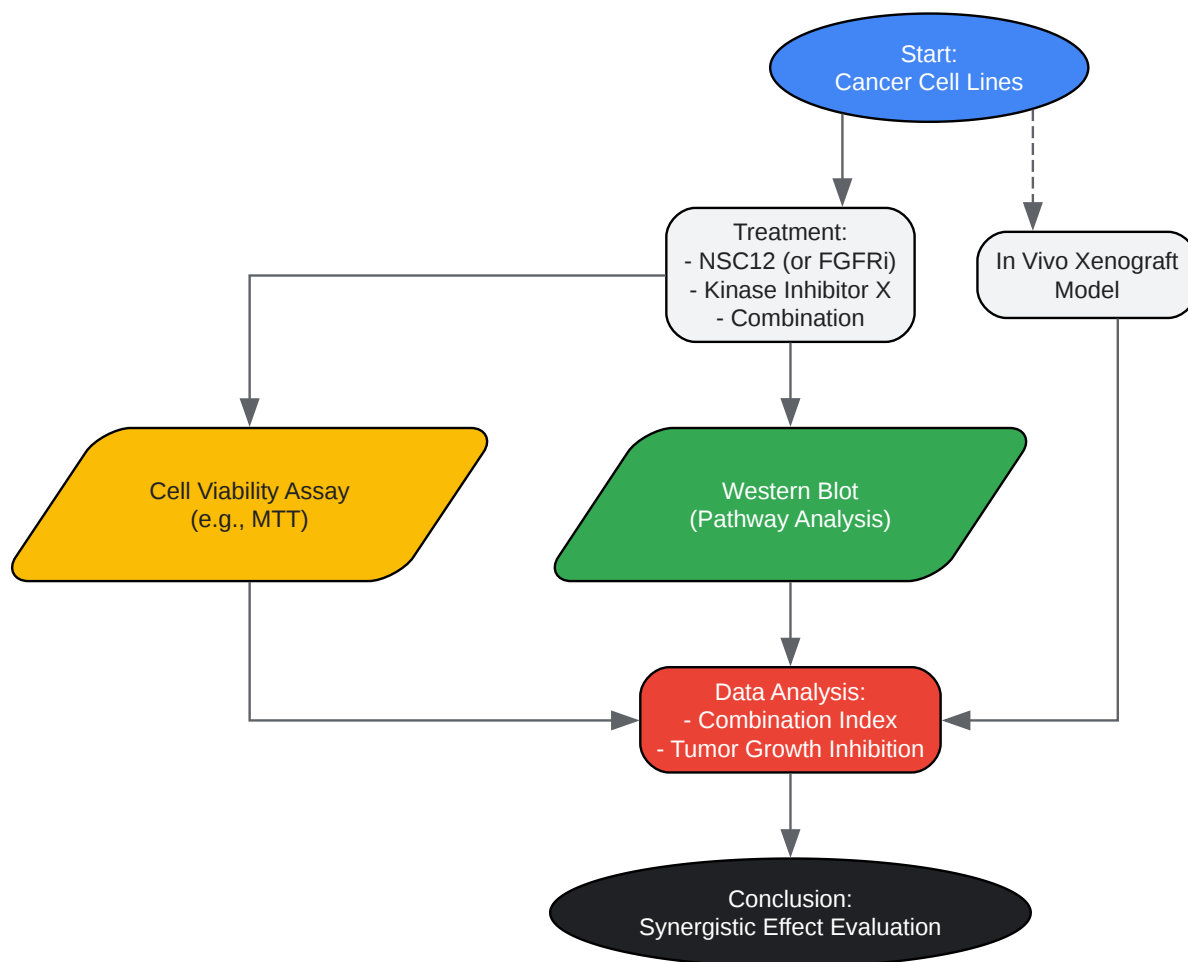 Start:
Cancer Cell Lines
Treatment:
- NSC12 (or FGFRi)
- Kinase Inhibitor X
- Combination
In Vivo Xenograft
Model
Cell Viability Assay
(e.g., MTT)
Western Blot
(Pathway Analysis)
Data Analysis:
- Combination Index
- Tumor Growth Inhibition
Conclusion:
Synergistic Effect Evaluation